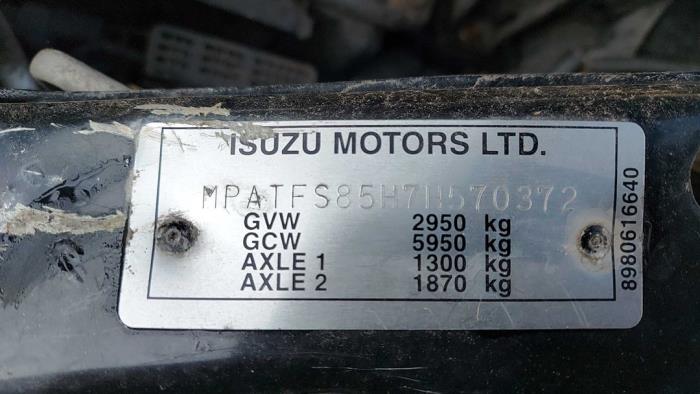 ISUZU MOTORS LTD.
MPATFS85H7H570372
GVW 2950 kg
GCW 5950 kg
AXLE 1 1300 kg
AXLE 2 1870 kg
8980616640